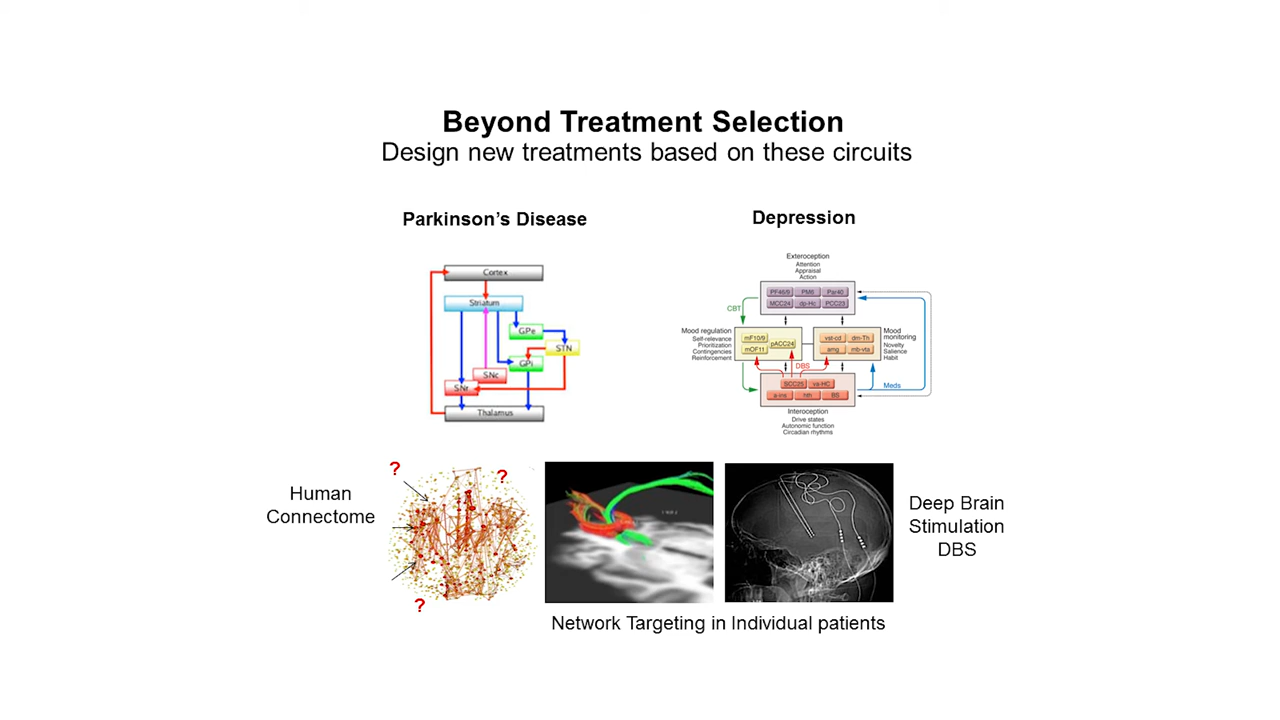 Beyond Treatment Selection
Design new treatments based on these circuits
Parkinson's Disease
Depression
Cortex
Striatum
GPe
STN
GPi
SNc
SNr
Thalamus
Exteroception
Attention
Appraisal
Action
PF46/9 PM6 Par40
MCC24 dp-Hc PCC23
CBT
Mood regulation
Self-relevance
Prioritization
Contingencies
Reinforcement
mF10/9
mOF11
pACC24
vst-cd dm-Th
amg mb-vta
Mood
monitoring
Novelty
Salience
Habit
DBS
SCC25 va-HC
a-ins hth BS
Meds
Interoception
Drive states
Autonomic function
Circadian rhythms
? ?
Human
Connectome
?
Deep Brain
Stimulation
DBS
Network Targeting in Individual patients